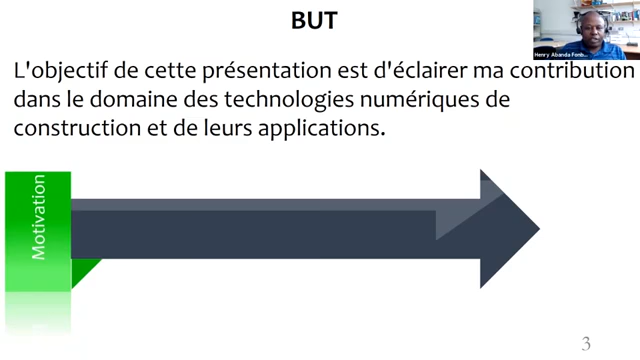 BUT
Henry Abanda Fonb...
L'objectif de cette présentation est d'éclairer ma contribution
dans le domaine des technologies numériques de
construction et de leurs applications.
Motivation
3